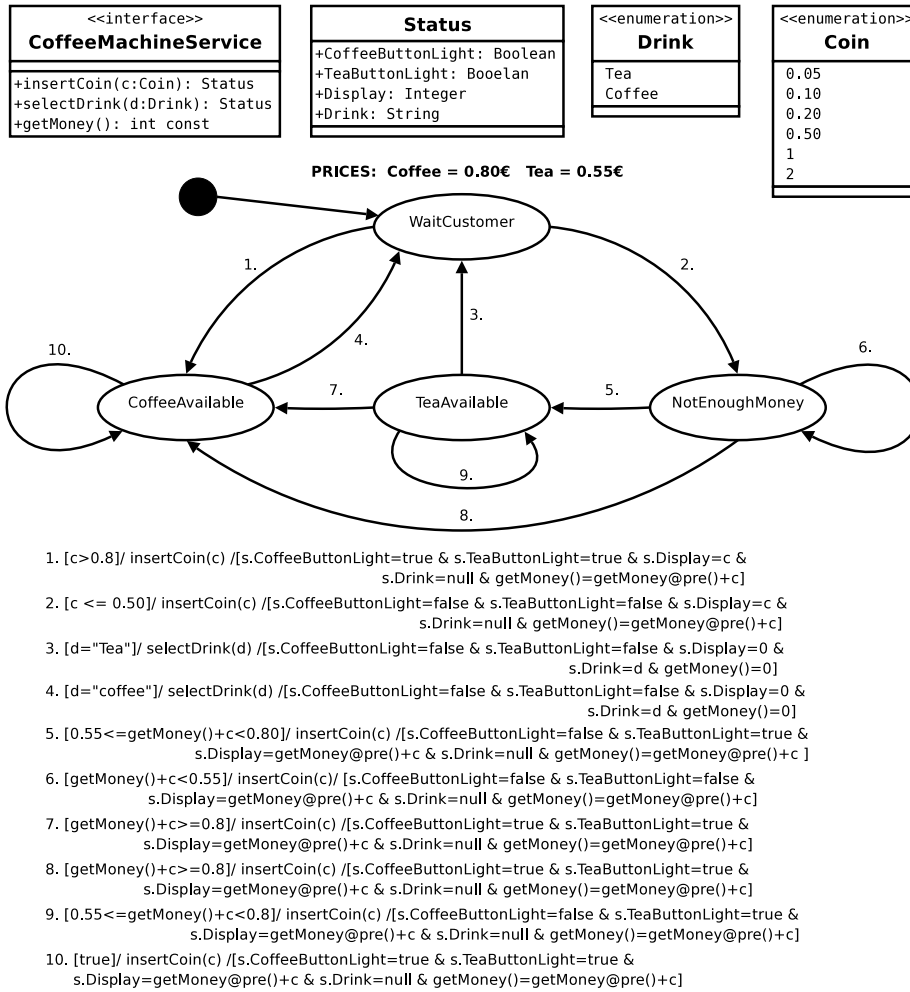 <<interface>>
CoffeeMachineService
+insertCoin(c:Coin): Status
+selectDrink(d:Drink): Status
+getMoney(): int const
Status
+CoffeeButtonLight: Boolean
+TeaButtonLight: Booelan
+Display: Integer
+Drink: String
<<enumeration>>
Drink
Tea
Coffee
<<enumeration>>
Coin
0.05
0.10
0.20
0.50
1
2
PRICES: Coffee = 0.80€ Tea = 0.55€
WaitCustomer
1.
2.
3.
4.
10.
6.
CoffeeAvailable
7.
TeaAvailable
5.
NotEnoughMoney
9.
8.
1. [c>0.8]/ insertCoin(c) /[s.CoffeeButtonLight=true & s.TeaButtonLight=true & s.Display=c &
s.Drink=null & getMoney()=getMoney@pre()+c]
2. [c <= 0.50]/ insertCoin(c) /[s.CoffeeButtonLight=false & s.TeaButtonLight=false & s.Display=c &
s.Drink=null & getMoney()=getMoney@pre()+c]
3. [d="Tea"]/ selectDrink(d) /[s.CoffeeButtonLight=false & s.TeaButtonLight=false & s.Display=0 &
s.Drink=d & getMoney()=0]
4. [d="coffee"]/ selectDrink(d) /[s.CoffeeButtonLight=false & s.TeaButtonLight=false & s.Display=0 &
s.Drink=d & getMoney()=0]
5. [0.55<=getMoney()+c<0.80]/ insertCoin(c) /[s.CoffeeButtonLight=false & s.TeaButtonLight=true &
s.Display=getMoney@pre()+c & s.Drink=null & getMoney()=getMoney@pre()+c ]
6. [getMoney()+c<0.55]/ insertCoin(c)/ [s.CoffeeButtonLight=false & s.TeaButtonLight=false &
s.Display=getMoney@pre()+c & s.Drink=null & getMoney()=getMoney@pre()+c]
7. [getMoney()+c>=0.8]/ insertCoin(c) /[s.CoffeeButtonLight=true & s.TeaButtonLight=true &
s.Display=getMoney@pre()+c & s.Drink=null & getMoney()=getMoney@pre()+c]
8. [getMoney()+c>=0.8]/ insertCoin(c) /[s.CoffeeButtonLight=true & s.TeaButtonLight=true &
s.Display=getMoney@pre()+c & s.Drink=null & getMoney()=getMoney@pre()+c]
9. [0.55<=getMoney()+c<0.8]/ insertCoin(c) /[s.CoffeeButtonLight=false & s.TeaButtonLight=true &
s.Display=getMoney@pre()+c & s.Drink=null & getMoney()=getMoney@pre()+c]
10. [true]/ insertCoin(c) /[s.CoffeeButtonLight=true & s.TeaButtonLight=true &
s.Display=getMoney@pre()+c & s.Drink=null & getMoney()=getMoney@pre()+c]